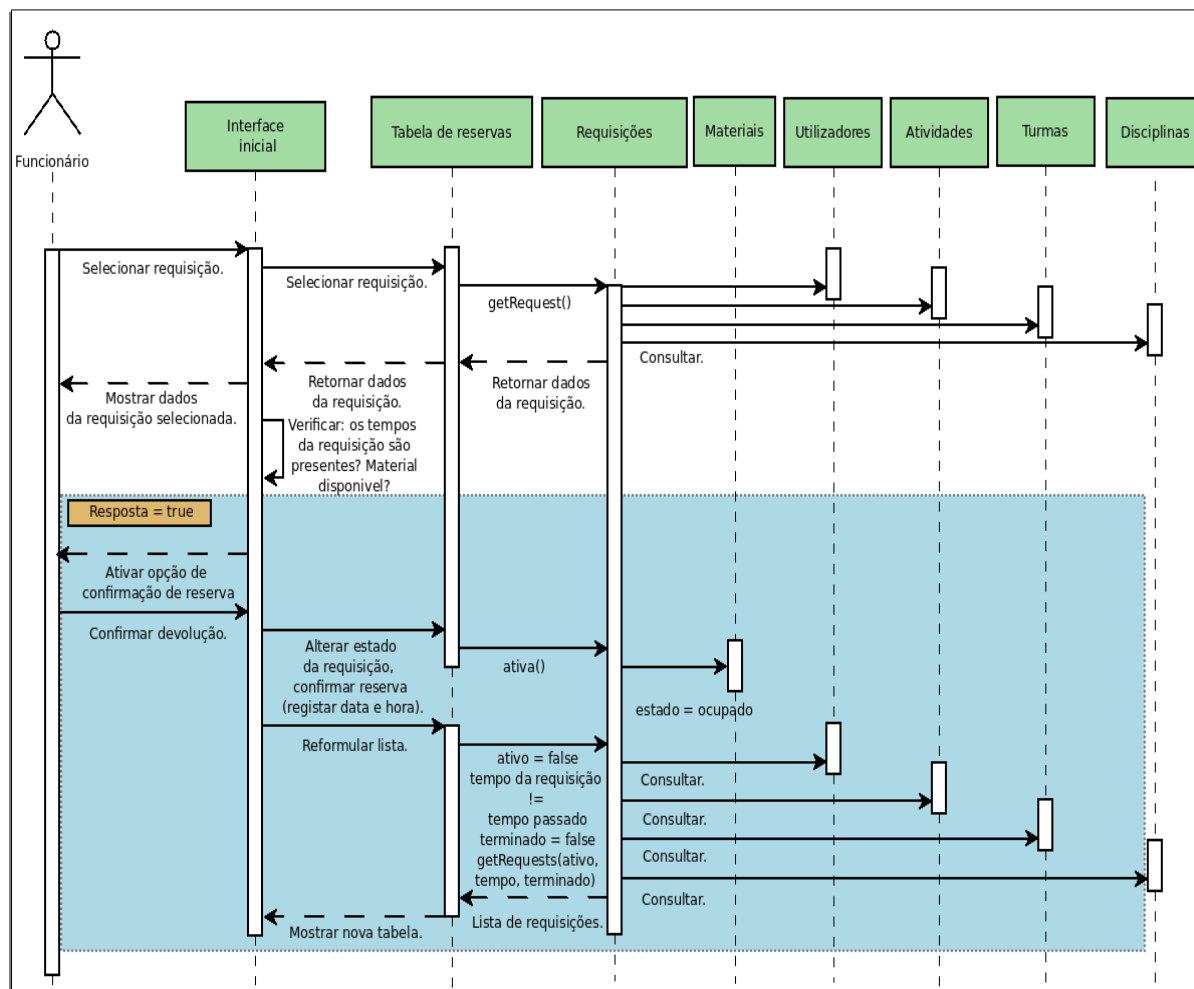 Funcionário
Interface
inicial
Tabela de reservas
Requisições
Materiais
Utilizadores
Atividades
Turmas
Disciplinas
Selecionar requisição.
Selecionar requisição.
getRequest()
Consultar.
Retornar dados
da requisição.
Retornar dados
da requisição.
Mostrar dados
da requisição selecionada.
Verificar: os tempos
da requisição são
presentes? Material
disponivel?
Resposta = true
Ativar opção de
confirmação de reserva
Confirmar devolução.
Alterar estado
da requisição,
confirmar reserva
(registar data e hora).
ativa()
estado = ocupado
Reformular lista.
ativo = false
tempo da requisição
!=
tempo passado
terminado = false
getRequests(ativo,
tempo, terminado)
Consultar.
Consultar.
Consultar.
Consultar.
Lista de requisições.
Mostrar nova tabela.